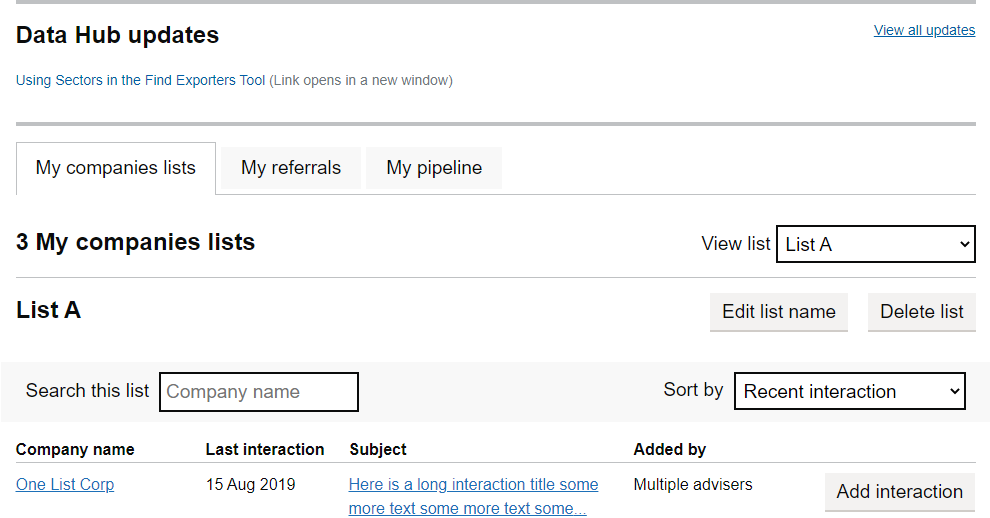 Data Hub updates
View all updates
Using Sectors in the Find Exporters Tool (Link opens in a new window)
My companies lists
My referrals
My pipeline
3 My companies lists
View list
List A
List A
Edit list name
Delete list
Search this list
Company name
Sort by
Recent interaction
Company name
Last interaction
Subject
Added by
One List Corp
15 Aug 2019
Here is a long interaction title some
more text some more text some...
Multiple advisers
Add interaction